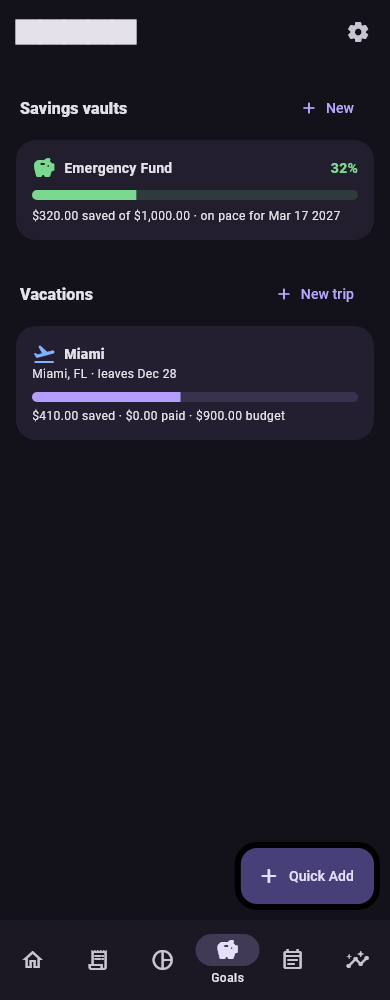 Savings vaults
New
Emergency Fund
32%
$320.00 saved of $1,000.00 · on pace for Mar 17 2027
Vacations
New trip
Miami
Miami, FL · leaves Dec 28
$410.00 saved · $0.00 paid · $900.00 budget
Quick Add
Goals